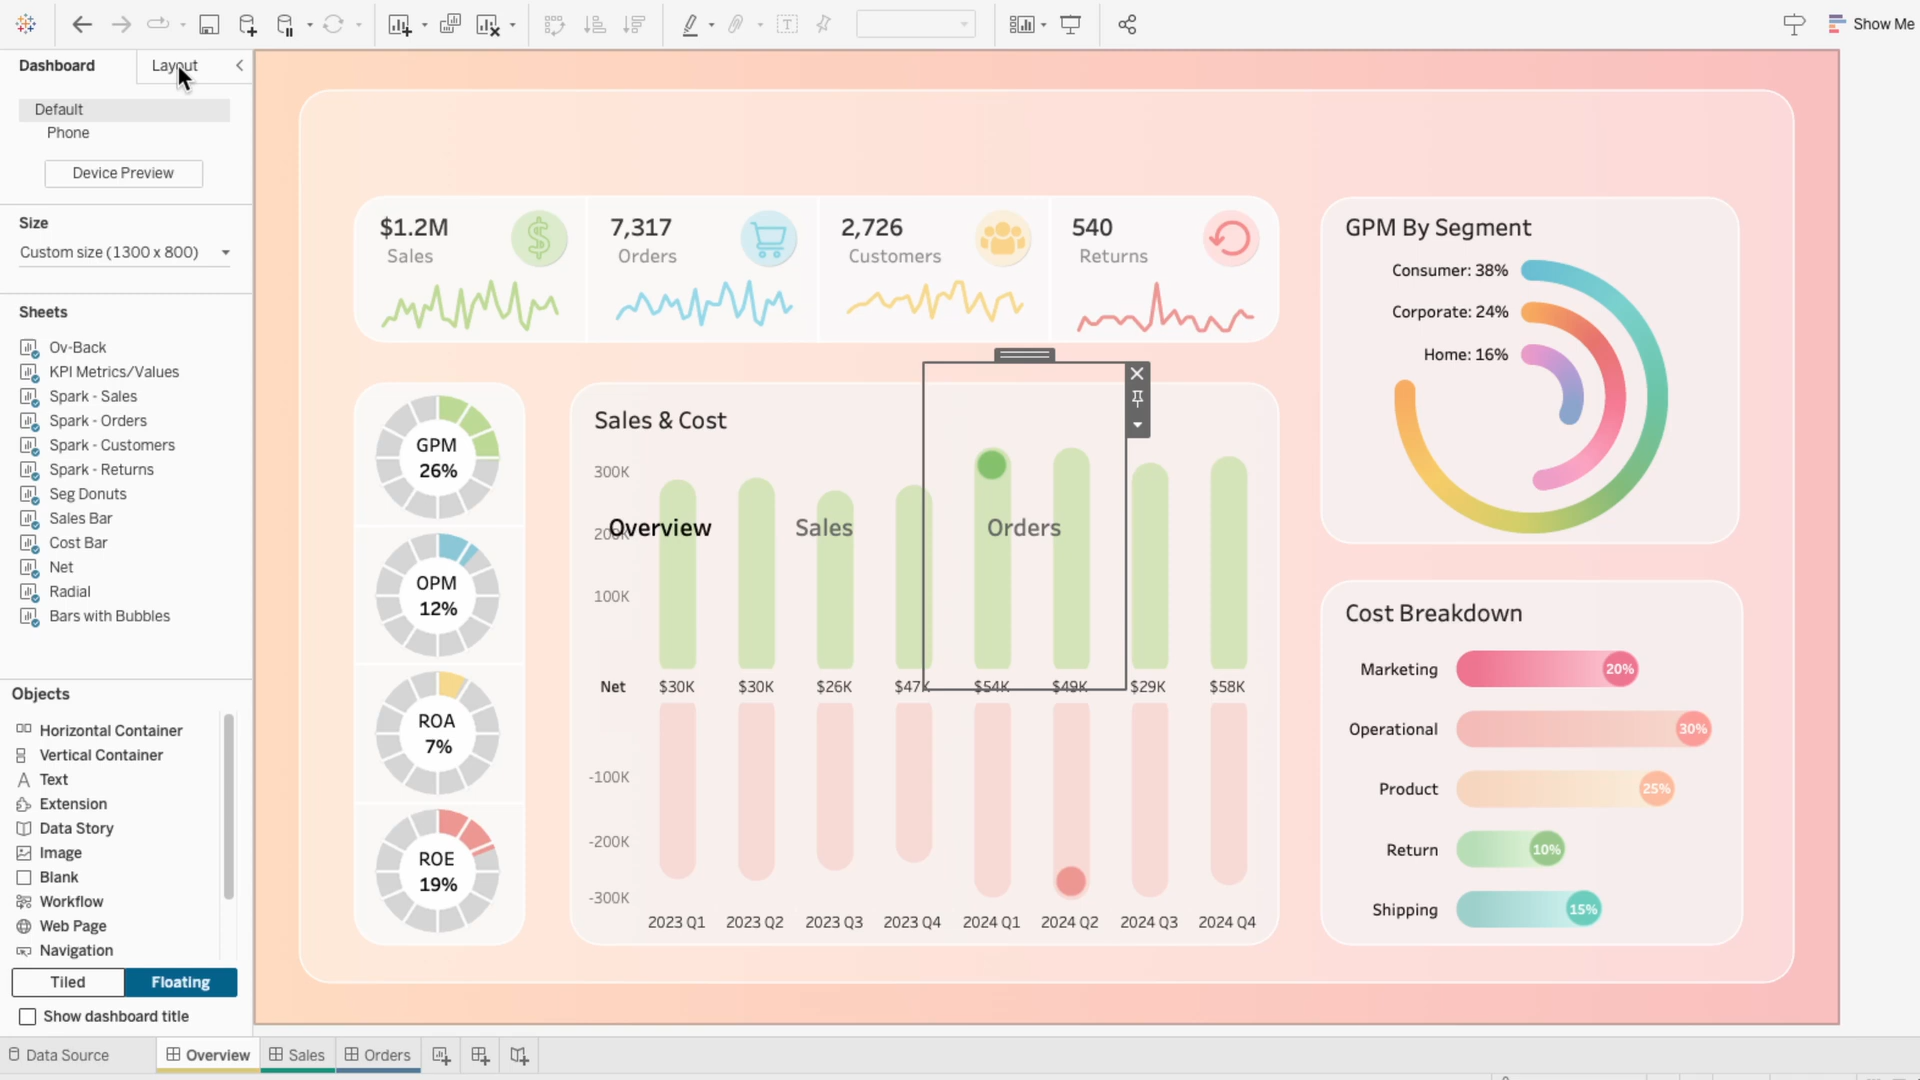 Show Me
Dashboard
Layout
Default
Phone
Device Preview
Size
Custom size (1300 x 800)
Sheets
Ov-Back
KPI Metrics/Values
Spark - Sales
Spark - Orders
Spark - Customers
Spark - Returns
Seg Donuts
Sales Bar
Cost Bar
Net
Radial
Bars with Bubbles
Objects
Horizontal Container
Vertical Container
Text
Extension
Data Story
Image
Blank
Workflow
Web Page
Navigation
Tiled
Floating
Show dashboard title
$1.2M
Sales
7,317
Orders
2,726
Customers
540
Returns
GPM
26%
OPM
12%
ROA
7%
ROE
19%
Sales & Cost
300K
200K
100K
Overview
Sales
Orders
Net
$30K
$30K
$26K
$47K
$54K
$49K
$29K
$58K
-100K
-200K
-300K
2023 Q1
2023 Q2
2023 Q3
2023 Q4
2024 Q1
2024 Q2
2024 Q3
2024 Q4
GPM By Segment
Consumer: 38%
Corporate: 24%
Home: 16%
Cost Breakdown
Marketing
20%
Operational
30%
Product
25%
Return
10%
Shipping
15%
Data Source
Overview
Sales
Orders